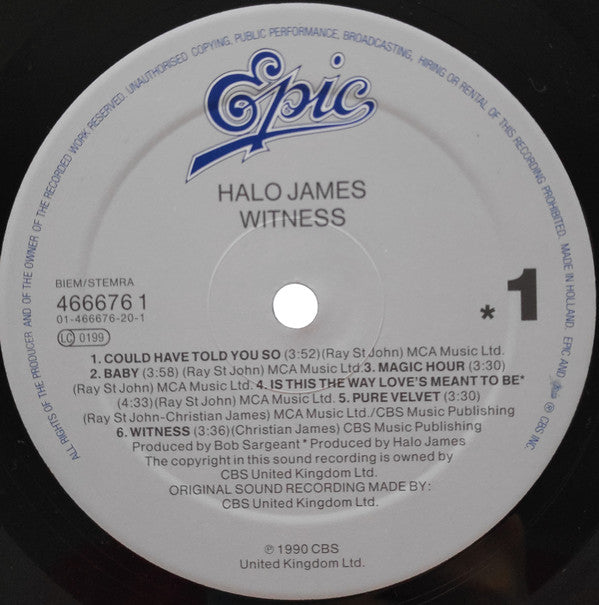 ALL RIGHTS OF THE PRODUCER AND OF THE OWNER OF THE RECORDED WORK RESERVED. UNAUTHORISED COPYING, PUBLIC PERFORMANCE, BROADCASTING, HIRING OR RENTAL OF THIS RECORDING PROHIBITED. MADE IN HOLLAND. EPIC AND Epic ® CBS INC.
Epic
HALO JAMES
WITNESS
BIEM/STEMRA
466676 1
01-466676-20-1
LC 0199
* 1
1. COULD HAVE TOLD YOU SO (3:52)(Ray St John) MCA Music Ltd.
2. BABY (3:58) (Ray St John) MCA Music Ltd.3. MAGIC HOUR (3:30)
(Ray St John) MCA Music Ltd. 4. IS THIS THE WAY LOVE'S MEANT TO BE*
(4:33)(Ray St John) MCA Music Ltd. 5. PURE VELVET (3:30)
(Ray St John-Christian James) MCA Music Ltd./CBS Music Publishing
6. WITNESS (3:36)(Christian James) CBS Music Publishing
Produced by Bob Sargeant * Produced by Halo James
The copyright in this sound recording is owned by
CBS United Kingdom Ltd.
ORIGINAL SOUND RECORDING MADE BY:
CBS United Kingdom Ltd.
℗ 1990 CBS
United Kingdom Ltd.